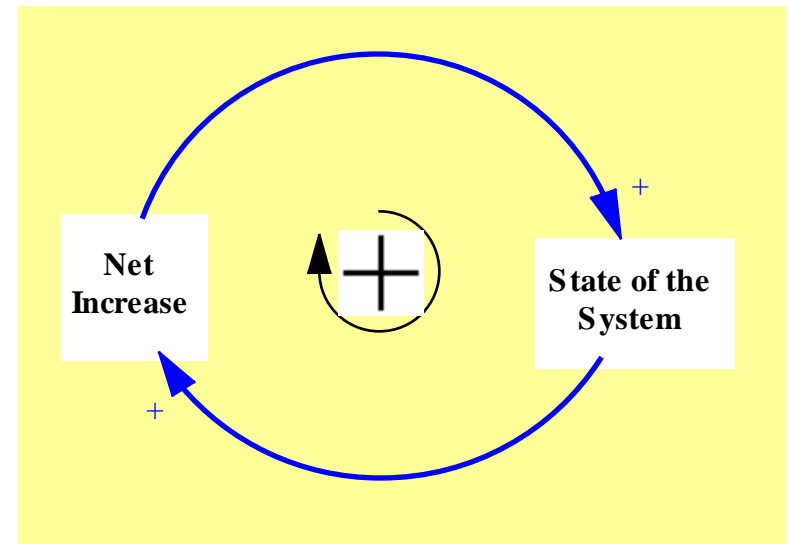 +
+
Net
Increase
State of the
System
+